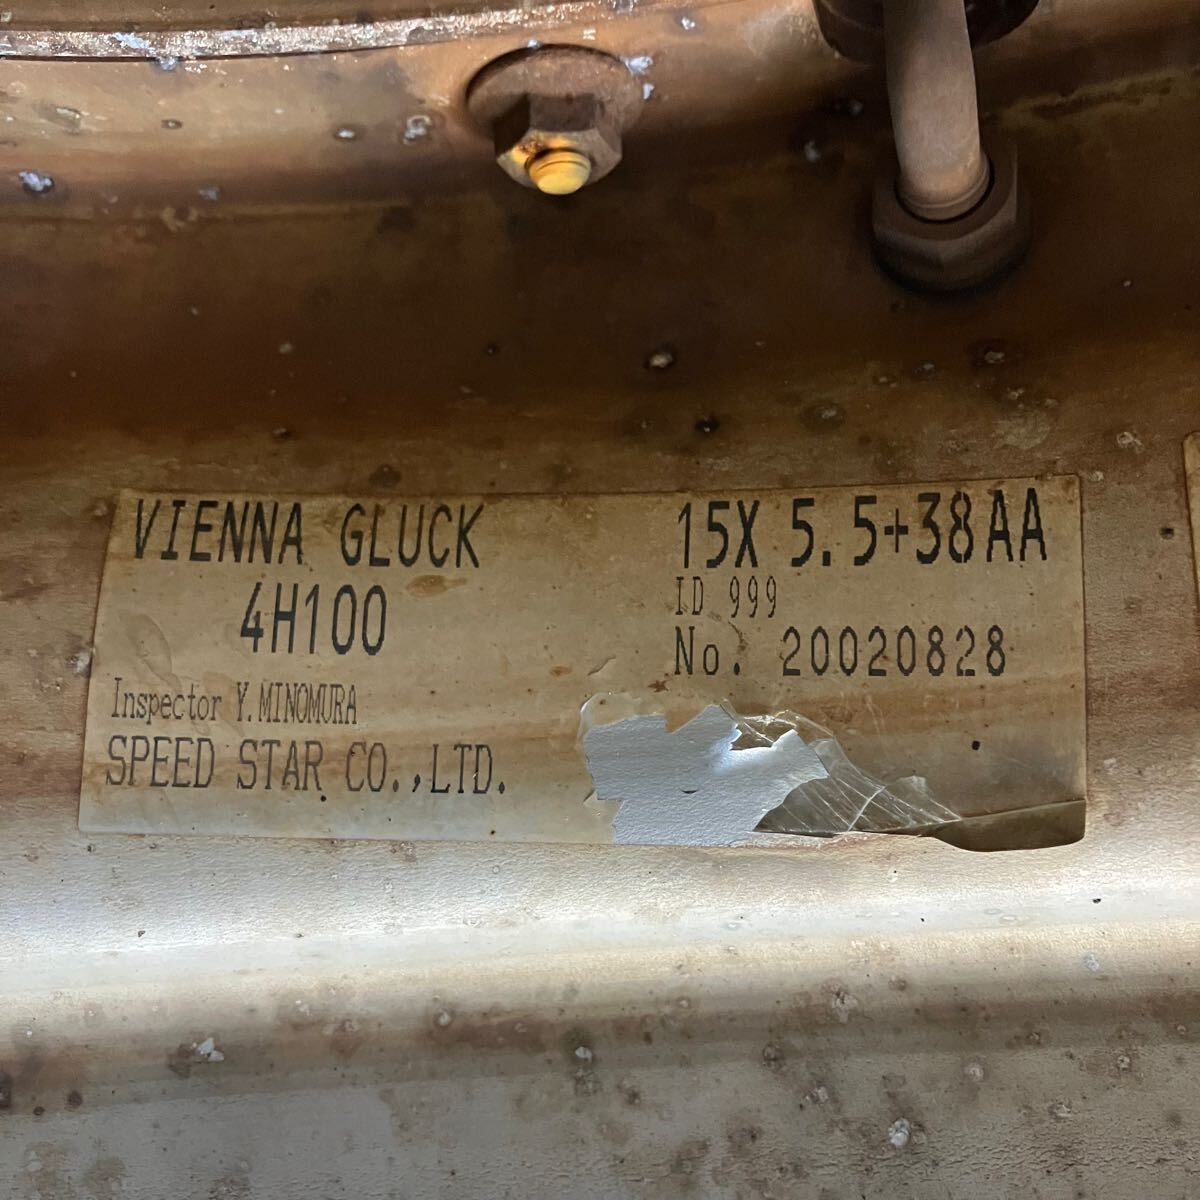 VIENNA GLUCK 15X 5.5+38AA
4H100 ID 999
No. 20020828
Inspector Y.MINOMURA
SPEED STAR CO.,LTD.